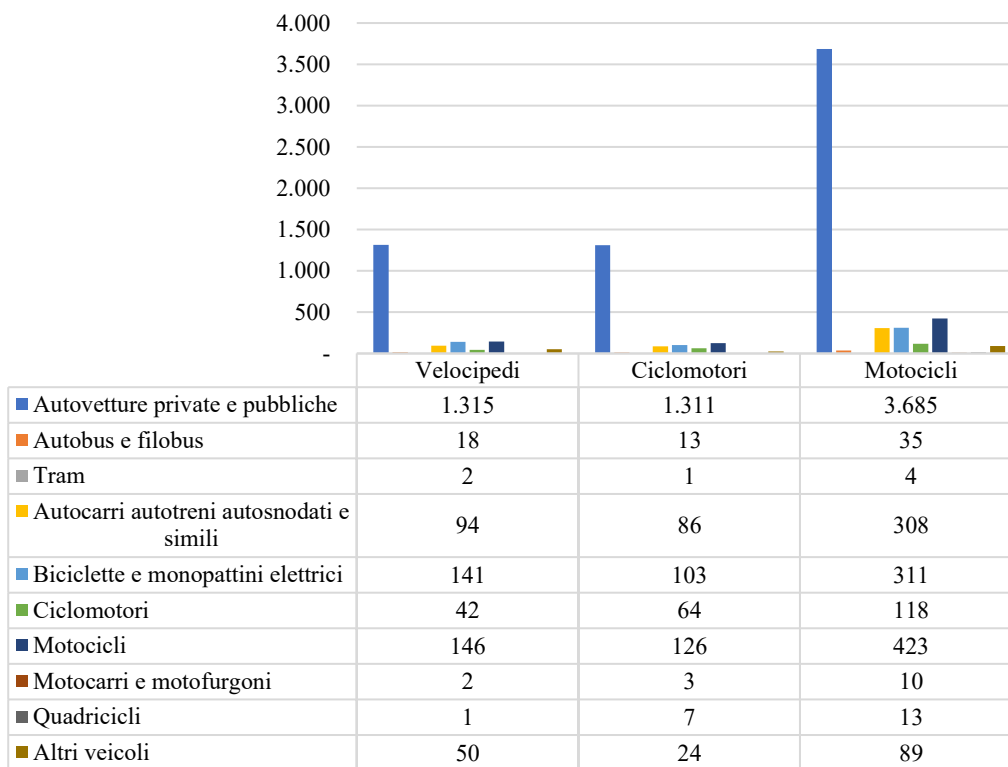 4.000
3.500
3.000
2.500
2.000
1.500
1.000
500
-
Velocipedi Ciclomotori Motocicli
Autovetture private e pubbliche 1.315 1.311 3.685
Autobus e filobus 18 13 35
Tram 2 1 4
Autocarri autotreni autosnodati e
simili 94 86 308
Biciclette e monopattini elettrici 141 103 311
Ciclomotori 42 64 118
Motocicli 146 126 423
Motocarri e motofurgoni 2 3 10
Quadricicli 1 7 13
Altri veicoli 50 24 89